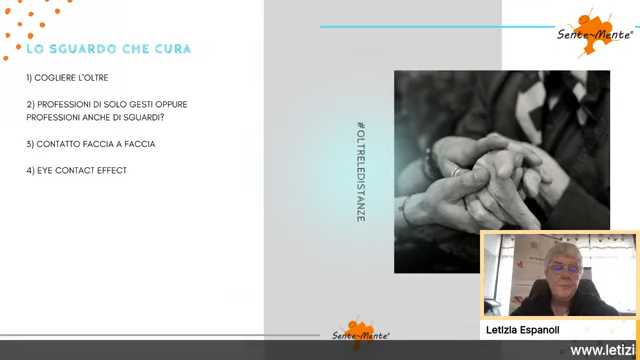 Sente-Mente®
LO SGUARDO CHE CURA
1) COGLIERE L'OLTRE
2) PROFESSIONI DI SOLO GESTI OPPURE
PROFESSIONI ANCHE DI SGUARDI?
3) CONTATTO FACCIA A FACCIA
4) EYE CONTACT EFFECT
#OLTRELEDISTANZE
Letizia Espanoli
Sente-Mente®
www.letizi